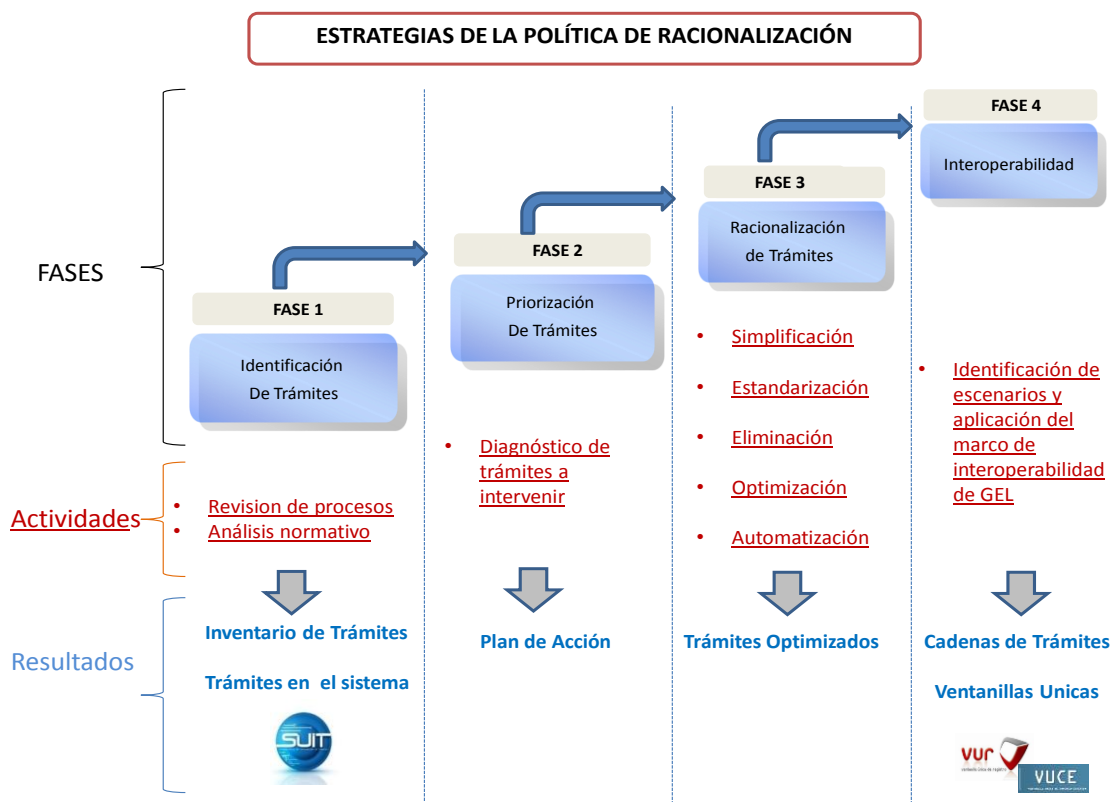 ESTRATEGIAS DE LA POLÍTICA DE RACIONALIZACIÓN
FASES
FASE 1
Identificación
De Trámites
FASE 2
Priorización
De Trámites
FASE 3
Racionalización
de Trámites
FASE 4
Interoperabilidad
Actividades
• Revision de procesos
• Análisis normativo
• Diagnóstico de
trámites a
intervenir
• Simplificación
• Estandarización
• Eliminación
• Optimización
• Automatización
• Identificación de
escenarios y
aplicación del
marco de
interoperabilidad
de GEL
Resultados
Inventario de Trámites
Trámites en el sistema
SUIT
Plan de Acción
Trámites Optimizados
Cadenas de Trámites
Ventanillas Unicas
vur
VUCE